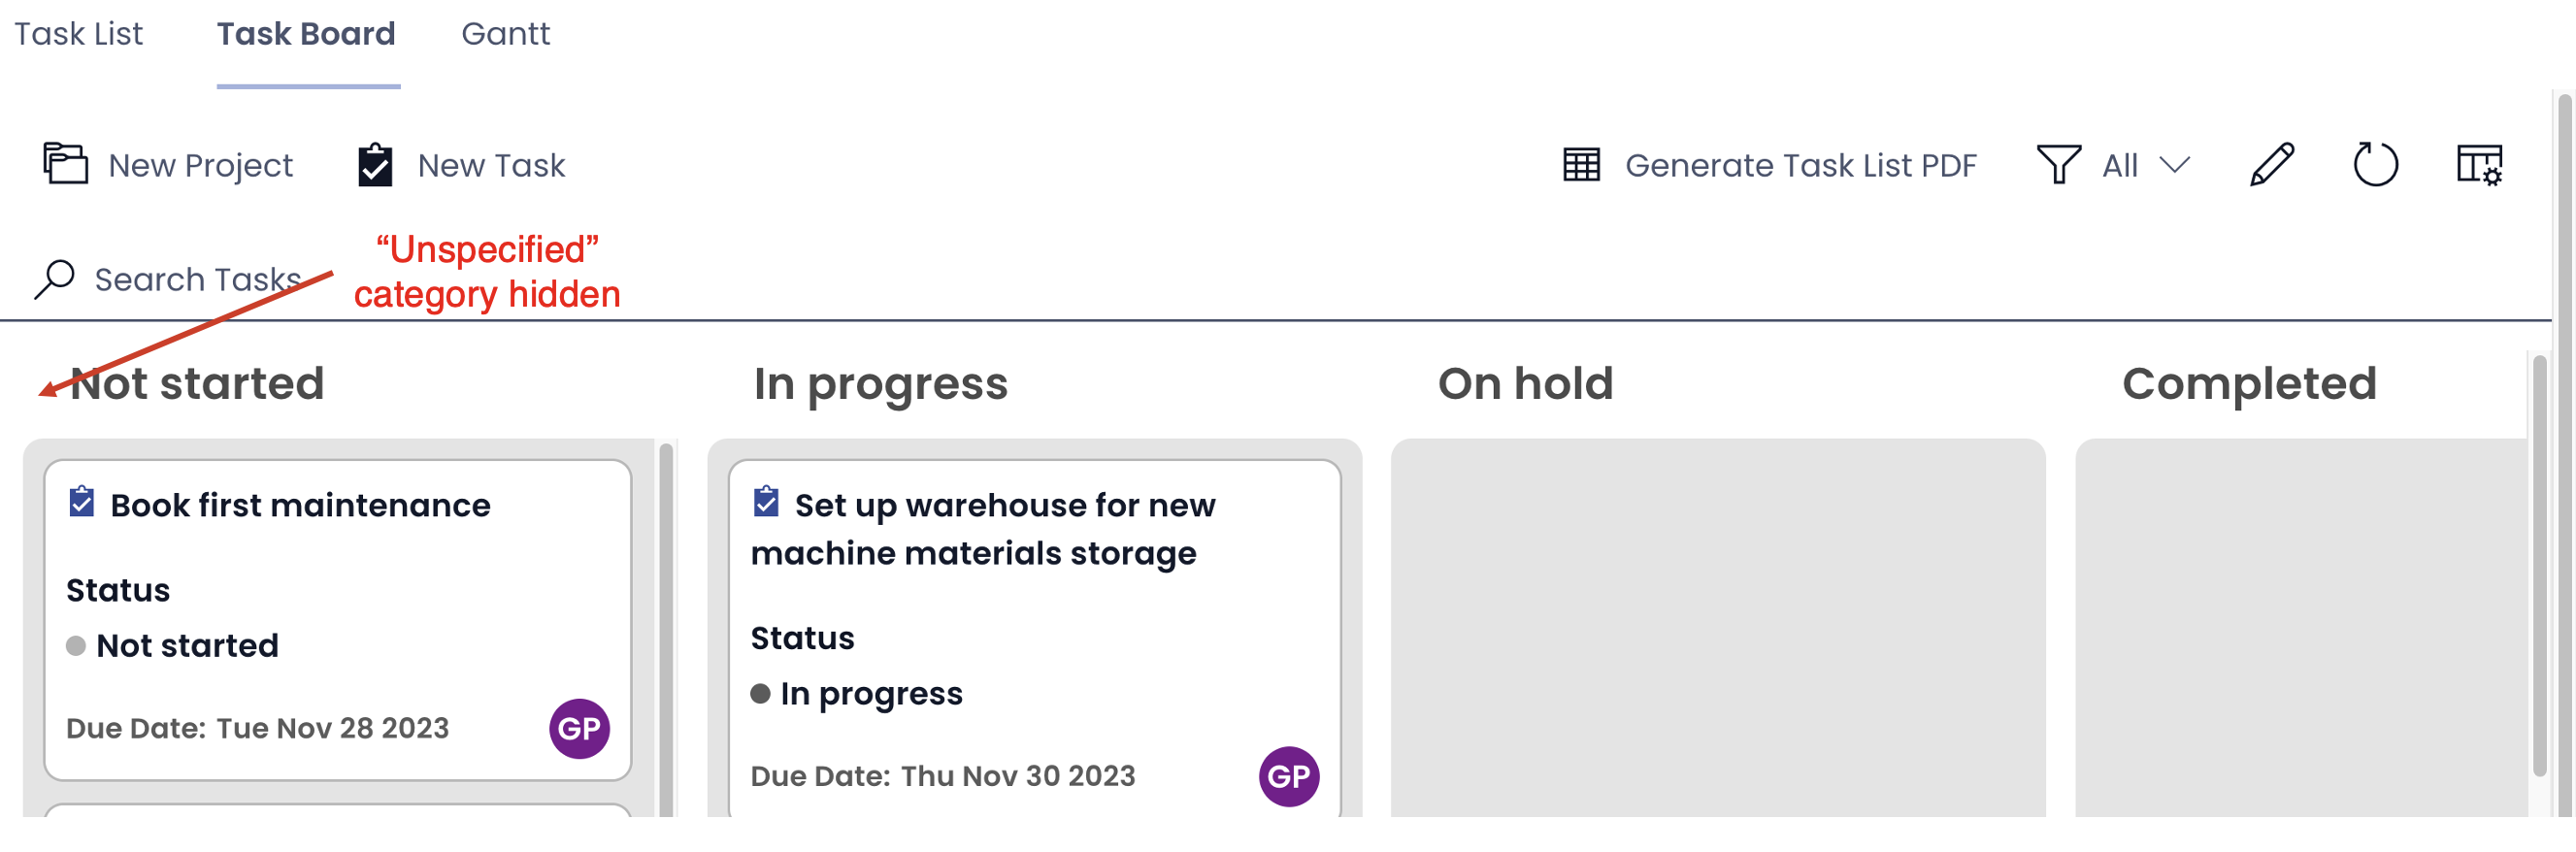 Task List
Task Board
Gantt
New Project
New Task
Generate Task List PDF
All
“Unspecified”
category hidden
Search Tasks
Not started
In progress
On hold
Completed
Book first maintenance
Status
Not started
Due Date: Tue Nov 28 2023
GP
Set up warehouse for new
machine materials storage
Status
In progress
Due Date: Thu Nov 30 2023
GP